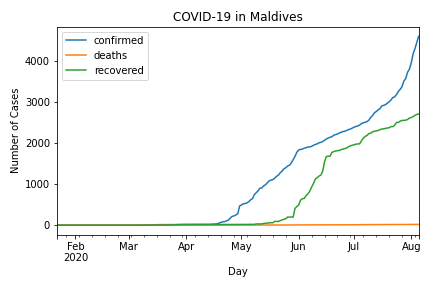 COVID-19 in Maldives
confirmed
deaths
recovered
Number of Cases
4000
3000
2000
1000
0
Feb Mar Apr May Jun Jul Aug
2020
Day